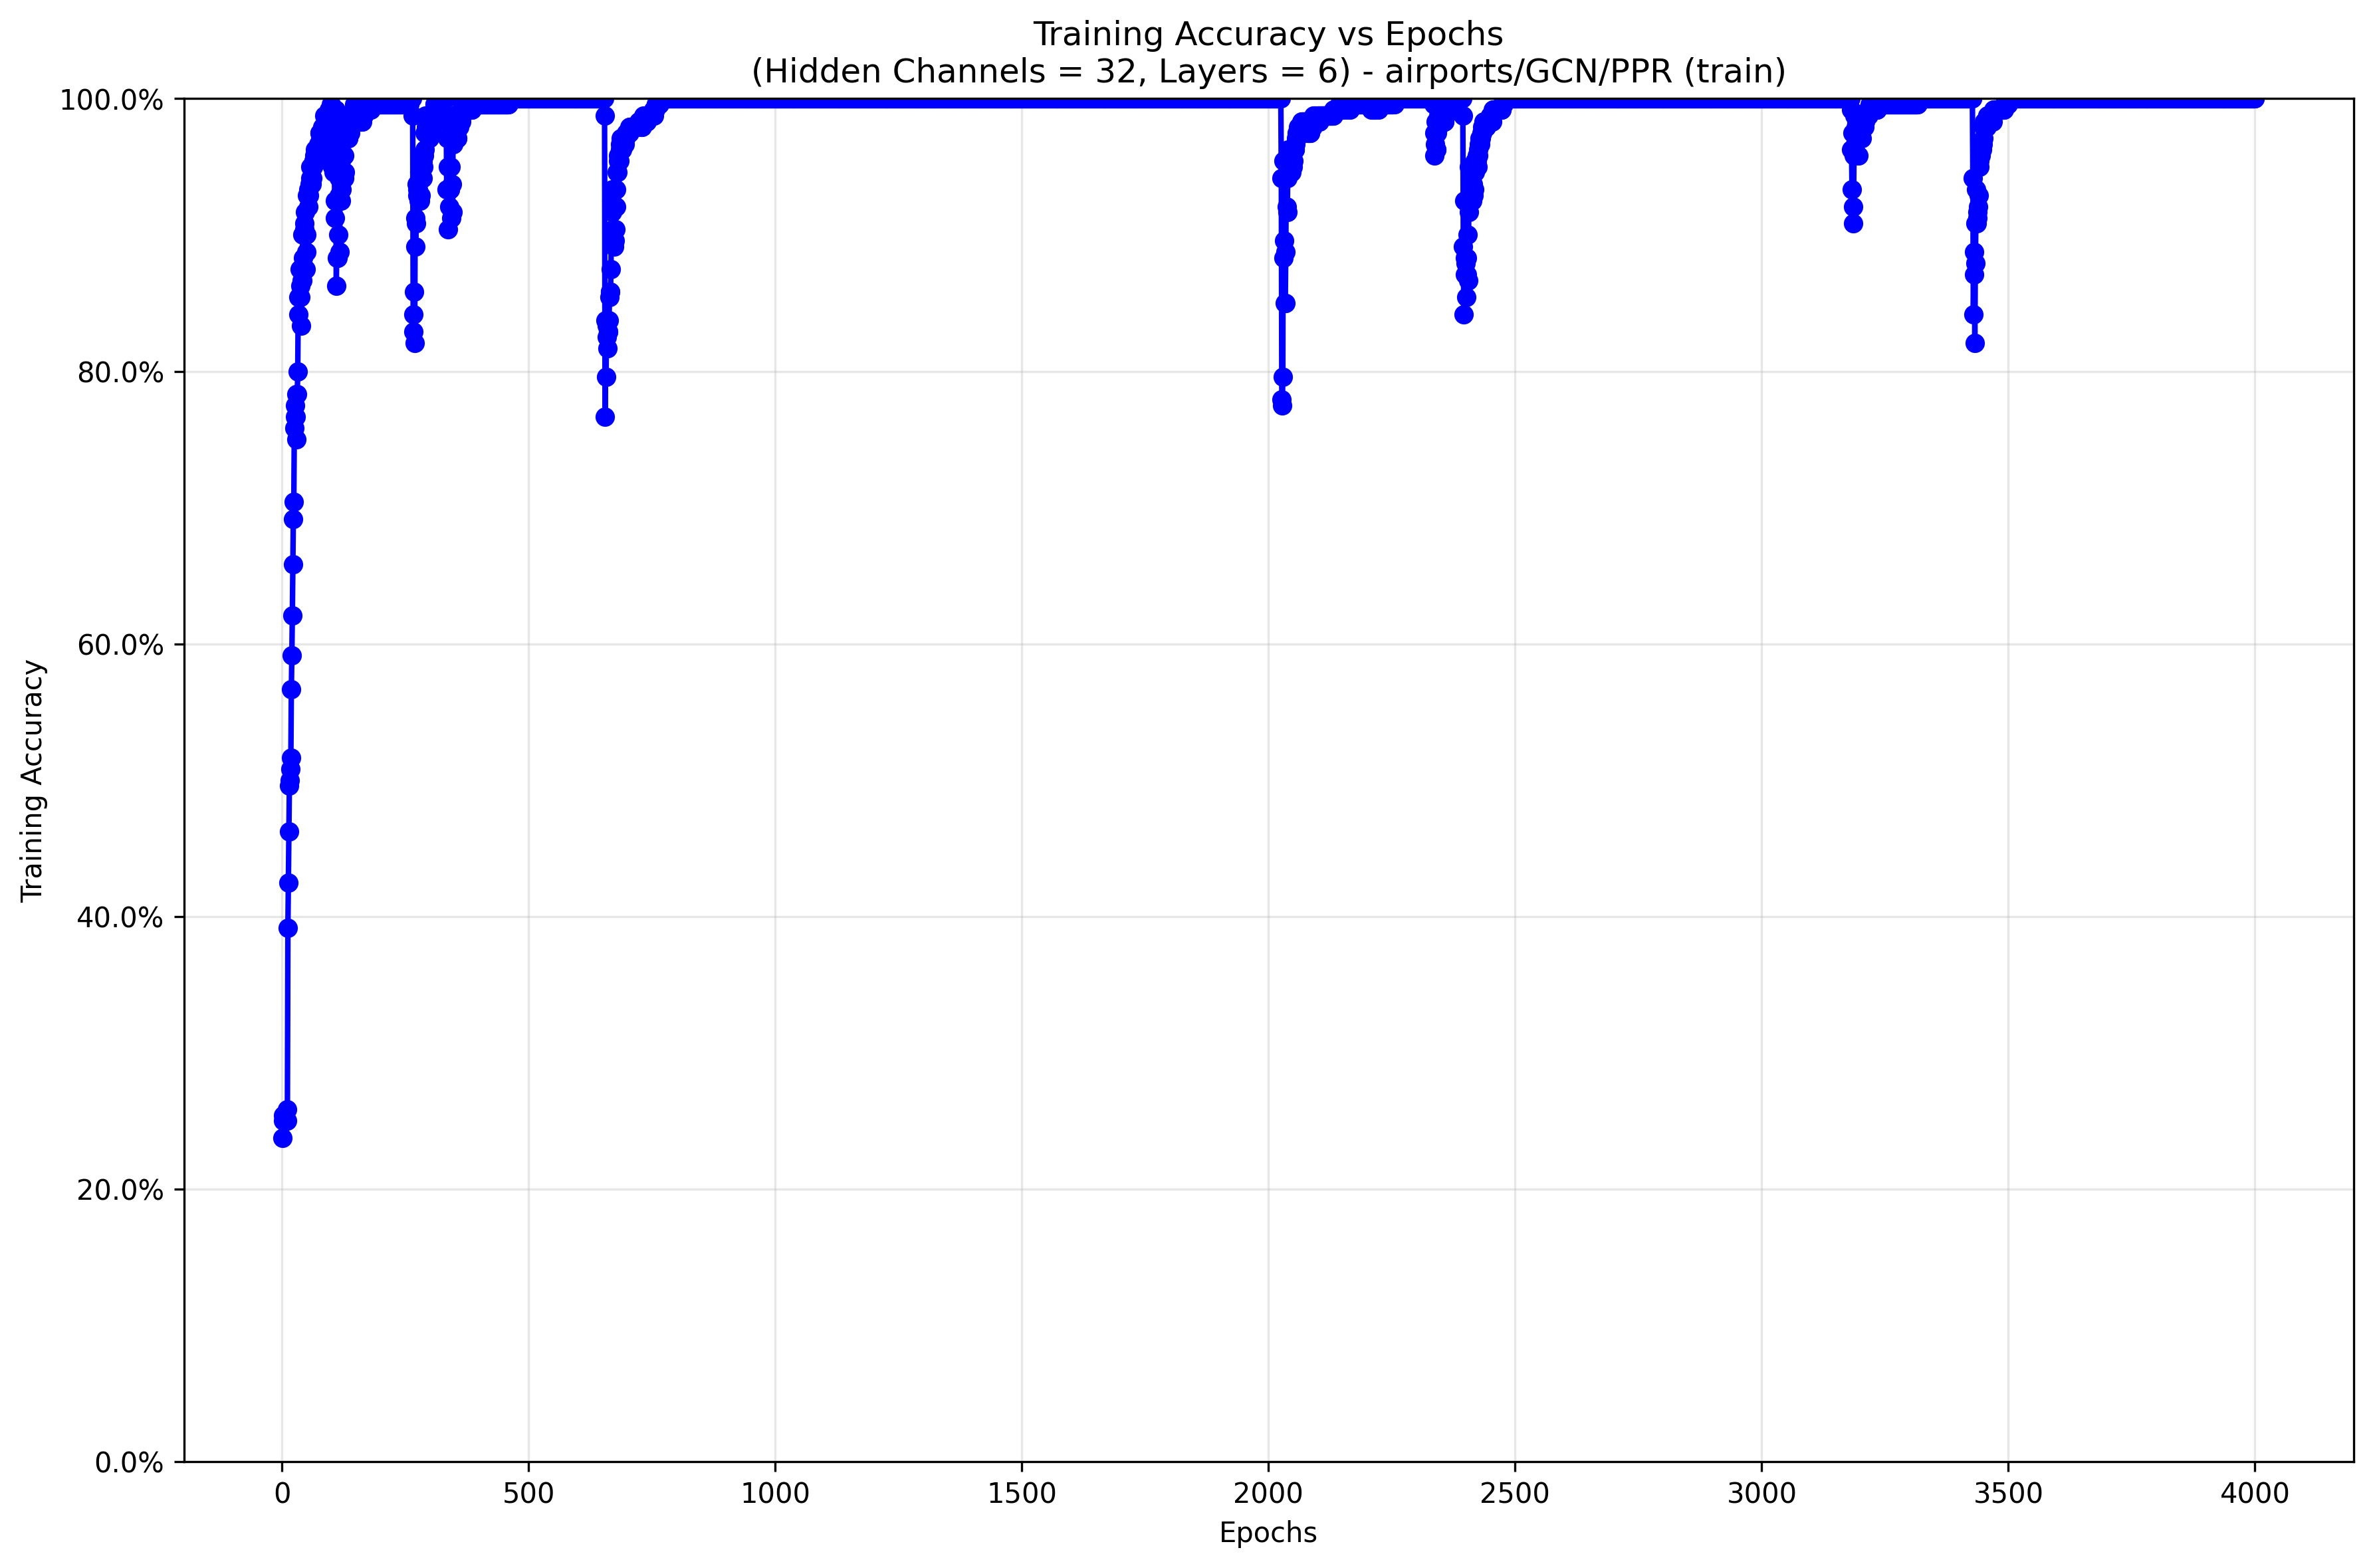 Training Accuracy vs Epochs
(Hidden Channels = 32, Layers = 6) - airports/GCN/PPR (train)
100.0%
80.0%
60.0%
40.0%
20.0%
0.0%
Training Accuracy
0 500 1000 1500 2000 2500 3000 3500 4000
Epochs